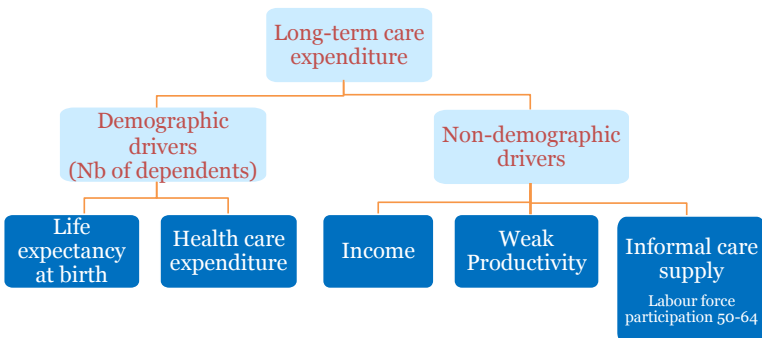 Long-term care
expenditure
Demographic
drivers
(Nb of dependents)
Non-demographic
drivers
Life
expectancy
at birth
Health care
expenditure
Income
Weak
Productivity
Informal care
supply
Labour force
participation 50-64